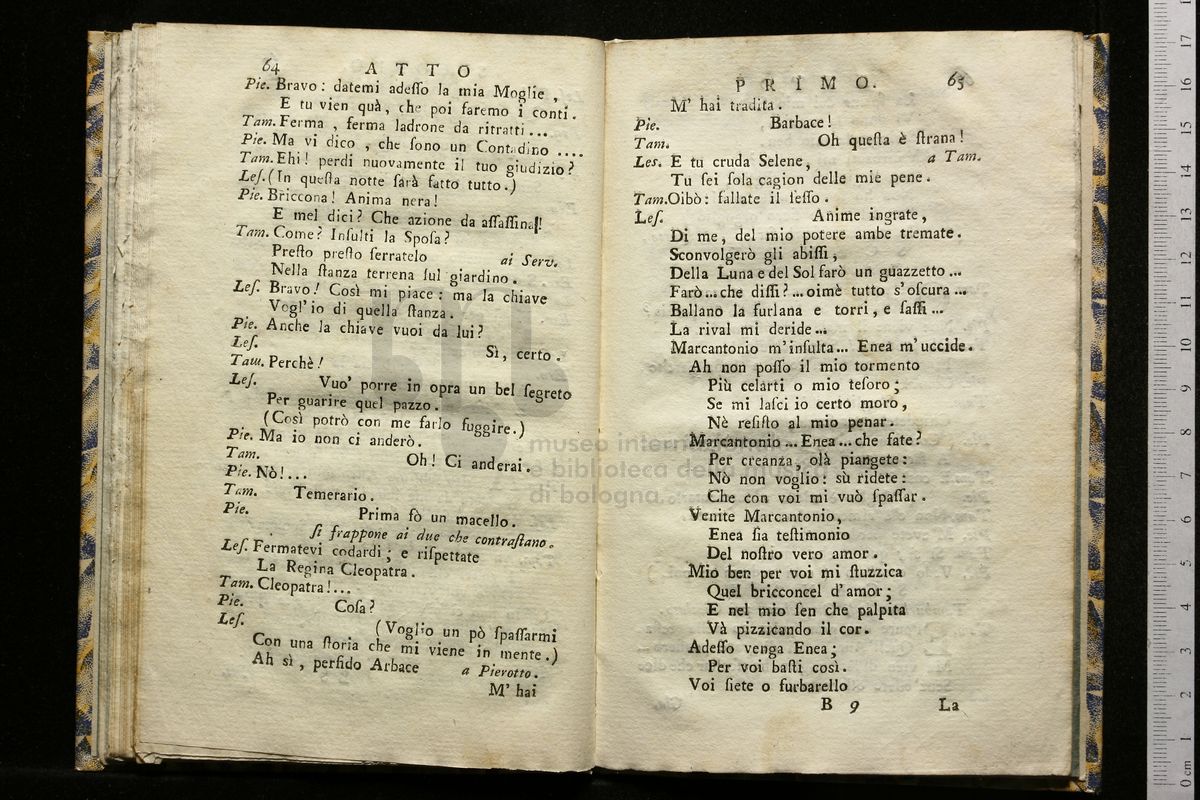 64 ATTO
Pie. Bravo: datemi adeſſo la mia Moglie,
E tu vien quà, che poi faremo i conti.
Tam. Ferma, ferma ladrone da ritratti...
Pie. Ma vi dico, che ſono un Contadino ....
Tam. Ehi! perdi nuovamente il tuo giudizio?
Leſ. (In queſta notte ſarà fatto tutto.)
Pie. Briccona! Anima nera!
E mel dici? Che azione da aſſaſſina!!
Tam. Come? Inſulti la Spoſa?
Preſto preſto ſerratelo ai Serv.
Nella ſtanza terrena ſul giardino.
Leſ. Bravo! Così mi piace: ma la chiave
Vogl'io di quella ſtanza.
Pie. Anche la chiave vuoi da lui?
Leſ. Sì, certo.
Tam. Perchè!
Leſ. Vuo' porre in opra un bel ſegreto
Per guarire quel pazzo.
(Così potrò con me farlo fuggire.)
Pie. Ma io non ci anderò.
Tam. Oh! Ci anderai.
Pie. Nò!...
Tam. Temerario.
Pie. Prima fò un macello.
ſi frappone ai due che contraſtano.
Leſ. Fermatevi codardi; e riſpettate
La Regina Cleopatra.
Tam. Cleopatra!...
Pie. Coſa?
Leſ. (Voglio un pò ſpaſſarmi
Con una ſtoria che mi viene in mente.)
Ah sì, perfido Arbace a Pierotto.
M' hai
PRIMO. 65
M' hai tradita.
Pie. Barbace!
Tam. Oh queſta è ſtrana!
Les. E tu cruda Selene, a Tam.
Tu ſei ſola cagion delle mie pene.
Tam. Oibò: fallate il ſeſſo.
Leſ. Anime ingrate,
Di me, del mio potere ambe tremate.
Sconvolgerò gli abiſſi,
Della Luna e del Sol farò un guazzetto...
Farò...che diſſi?...oimè tutto s'oſcura...
Ballano la furlana e torri, e ſaſſi...
La rival mi deride...
Marcantonio m'inſulta... Enea m'uccide.
Ah non poſſo il mio tormento
Più celarti o mio teſoro;
Se mi laſci io certo moro,
Nè reſiſto al mio penar.
Marcantonio... Enea...che fate?
Per creanza, olà piangete:
Nò non voglio: sù ridete:
Che con voi mi vuò ſpaſſar.
Venite Marcantonio,
Enea ſia teſtimonio
Del noſtro vero amor.
Mio ben per voi mi ſtuzzica
Quel bricconcel d'amor;
E nel mio ſen che palpita
Và pizzicando il cor.
Adeſſo venga Enea;
Per voi baſti così.
Voi ſiete o furbarello
B 9 La
museo internazionale
e biblioteca della musica
di bologna